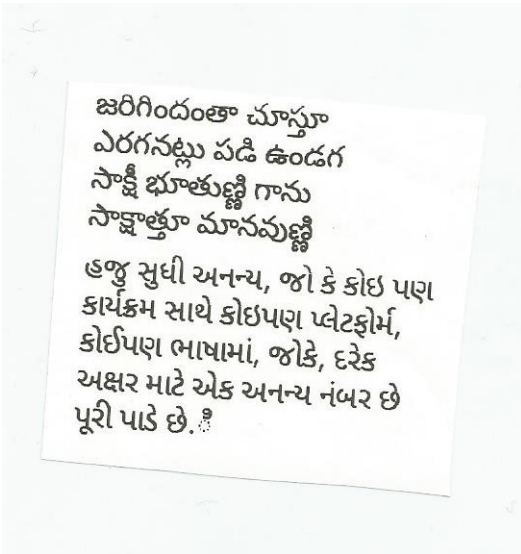 జరిగిందంతా చూస్తూ
ఎరగనట్లు పడి ఉండగ
సాక్షీ భూతుణ్ణి గాను
సాక్షాత్తూ మానవుణ్ణి
હજુ સુધી અનન્ય, જો કે કોઇ પણ
કાર્યક્રમ સાથે કોઇપણ પ્લેટફોર્મ,
કોઈપણ ભાષામાં, જોકે, દરેક
અક્ષર માટે એક અનન્ય નંબર છે
પૂરી પાડે છે.